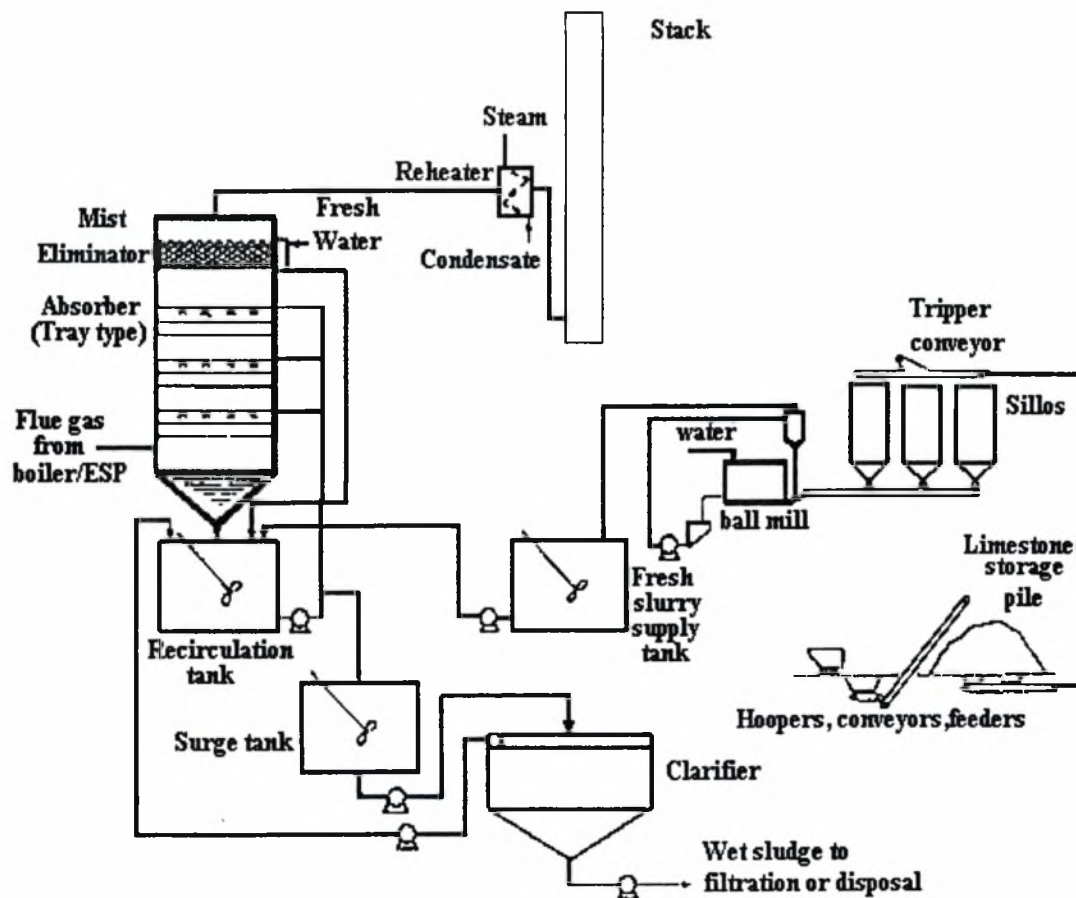 Stack
Steam
Reheater
Fresh
Water
Mist
Eliminator
Condensate
Absorber
(Tray type)
Tripper
conveyor
Sillos
Flue gas
from
boiler/ESP
water
ball mill
Limestone
storage
pile
Fresh
slurry
supply
tank
Recirculation
tank
Hoopers, conveyors,feeders
Surge tank
Clarifier
Wet sludge to
filtration or disposal